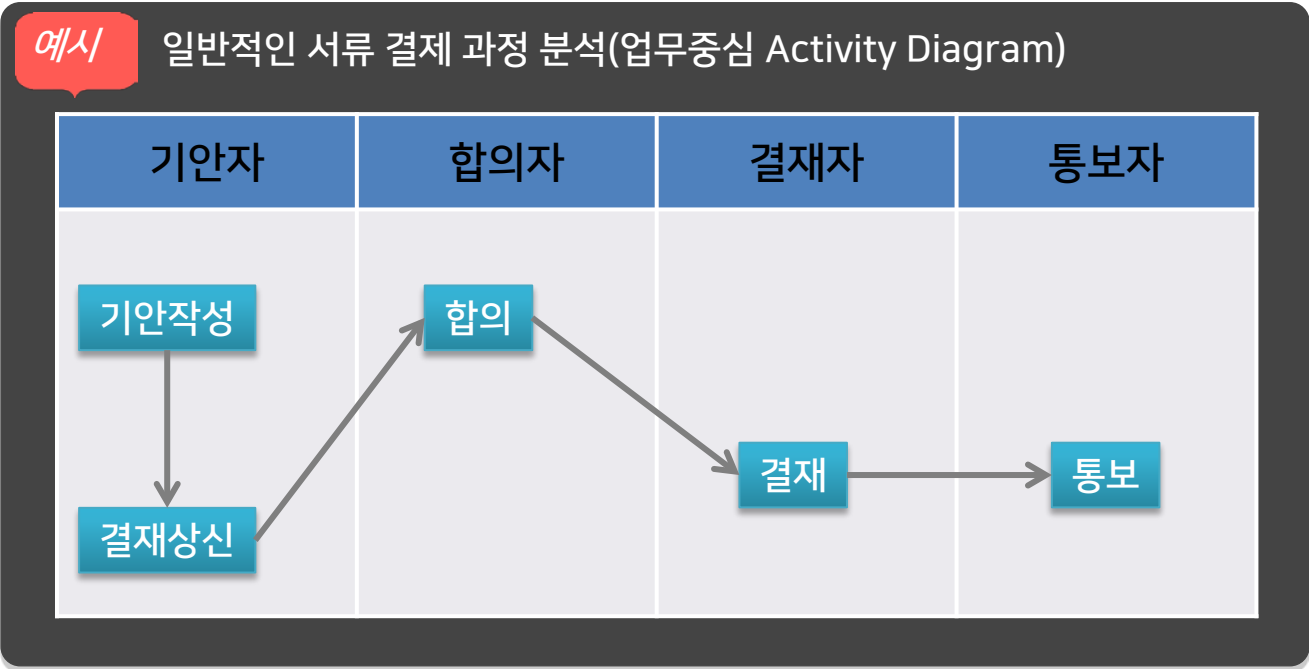 예시
일반적인 서류 결제 과정 분석(업무중심 Activity Diagram)
기안자 합의자 결재자 통보자
기안작성 합의
결재 통보
결재상신